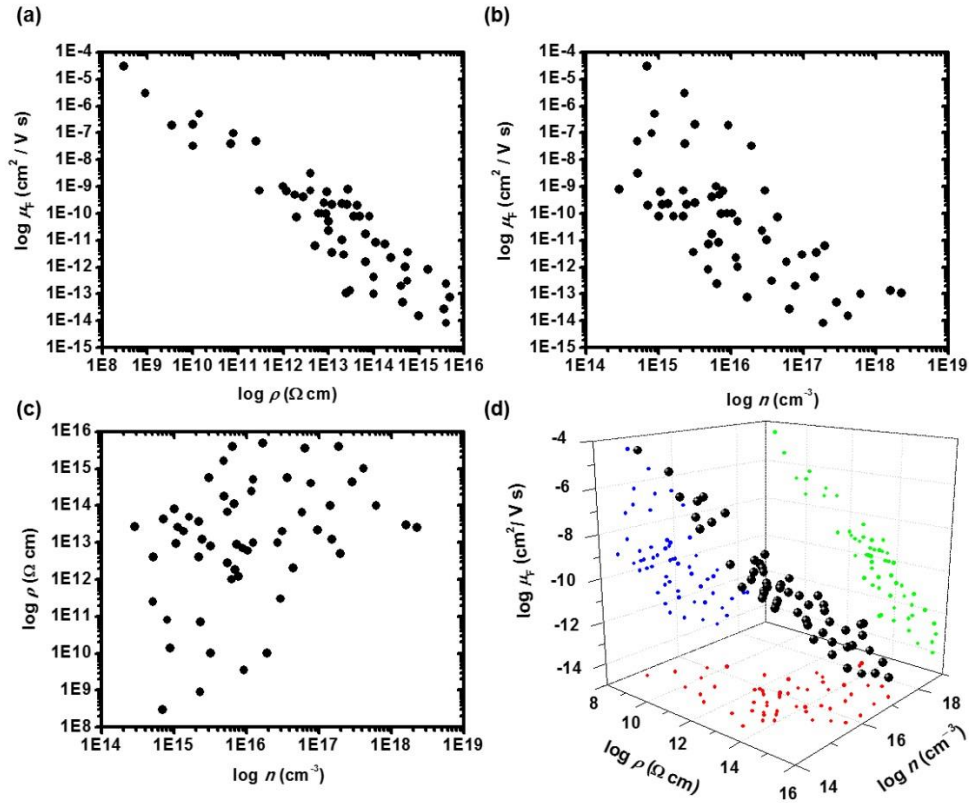 (a)
1E-4
1E-5
1E-6
1E-7
1E-8
1E-9
1E-10
1E-11
1E-12
1E-13
1E-14
1E-15
log μF (cm2 / V s)
1E8 1E9 1E10 1E11 1E12 1E13 1E14 1E15 1E16
log ρ (Ω cm)
(b)
1E-4
1E-5
1E-6
1E-7
1E-8
1E-9
1E-10
1E-11
1E-12
1E-13
1E-14
1E-15
log μF (cm2 / V s)
1E14 1E15 1E16 1E17 1E18 1E19
log n (cm-3)
(c)
1E16
1E15
1E14
1E13
1E12
1E11
1E10
1E9
1E8
log ρ (Ω cm)
1E14 1E15 1E16 1E17 1E18 1E19
log n (cm-3)
(d)
-4
-6
-8
-10
-12
-14
log μF (cm2/ V s)
8
10
12
14
16
log ρ (Ω cm)
14
16
18
log n (cm-3)